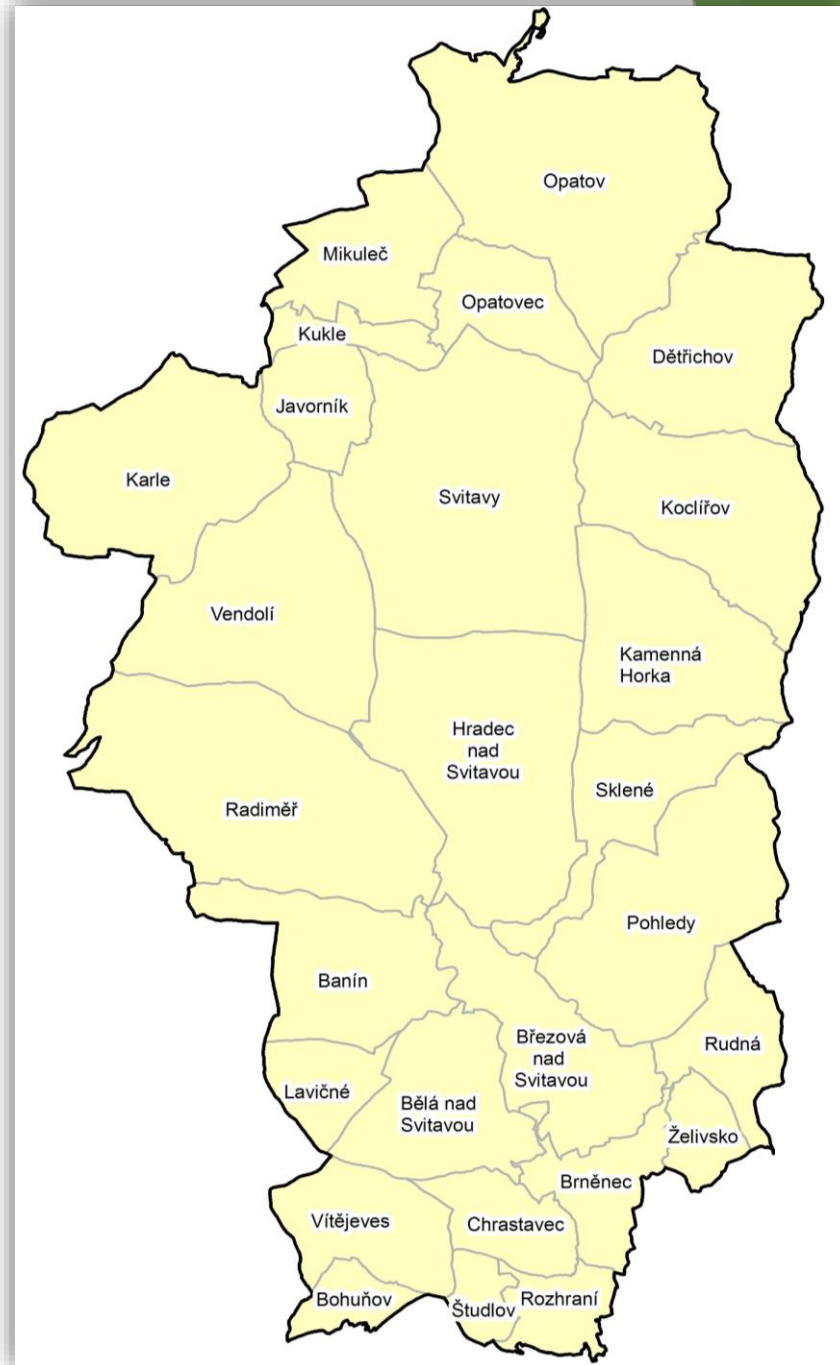 Opatov
Mikuleč
Opatovec
Kukle
Dětřichov
Javorník
Karle
Svitavy
Koclířov
Vendolí
Kamenná
Horka
Hradec
nad
Svitavou
Sklené
Radiměř
Pohledy
Banín
Březová
nad
Svitavou
Rudná
Lavičné
Bělá nad
Svitavou
Želivsko
Brněnec
Vítějeves
Chrastavec
Bohuňov
Študlov
Rozhraní